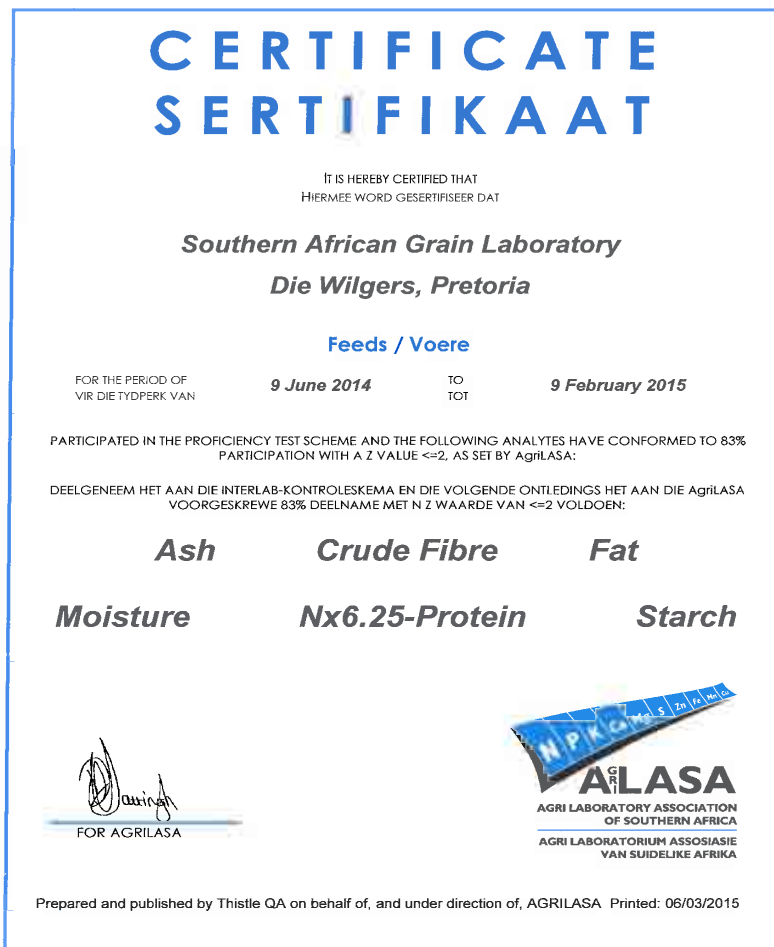 CERTIFICATE
SERTIFIKAAT
IT IS HEREBY CERTIFIED THAT
HIERMEE WORD GESERTIFISEER DAT
Southern African Grain Laboratory
Die Wilgers, Pretoria
Feeds / Voere
FOR THE PERIOD OF 9 June 2014 TO 9 February 2015
VIR DIE TYDPERK VAN TOT
PARTICIPATED IN THE PROFICIENCY TEST SCHEME AND THE FOLLOWING ANALYTES HAVE CONFORMED TO 83%
PARTICIPATION WITH A Z VALUE <=2, AS SET BY AgriLASA:
DEELGENEEM HET AAN DIE INTERLAB-KONTROLESKEMA EN DIE VOLGENDE ONTLEDINGS HET AAN DIE AgriLASA
VOORGESKREWE 83% DEELNAME MET N Z WAARDE VAN <=2 VOLDOEN:
Ash Crude Fibre Fat
Moisture Nx6.25-Protein Starch
N P K Ca Mg S Zn Fe Mn Cu
AGRILASA
AGRI LABORATORY ASSOCIATION
OF SOUTHERN AFRICA
AGRI LABORATORIUM ASSOSIASIE
VAN SUIDELIKE AFRIKA
FOR AGRILASA
Prepared and published by Thistle QA on behalf of, and under direction of, AGRILASA Printed: 06/03/2015